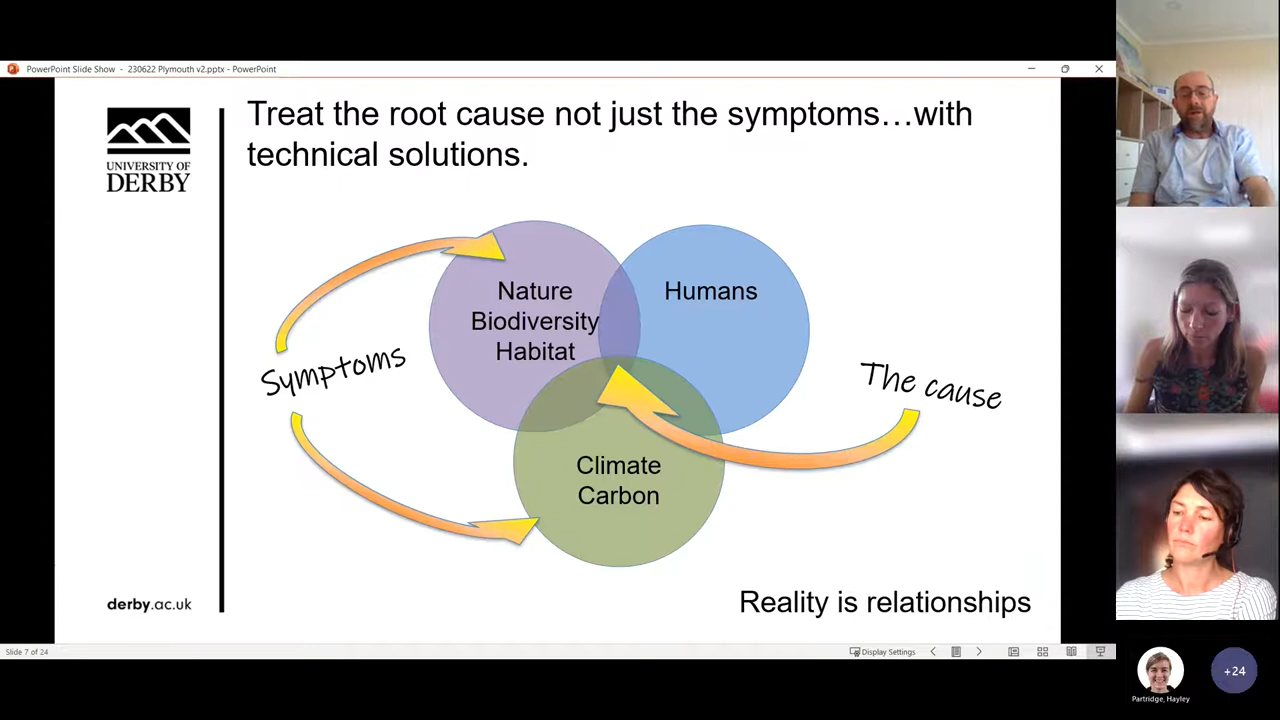 PowerPoint Slide Show - 230622 Plymouth v2.pptx - PowerPoint
UNIVERSITY OF
DERBY
Treat the root cause not just the symptoms…with
technical solutions.
Nature
Biodiversity
Habitat
Humans
Symptoms
The cause
Climate
Carbon
derby.ac.uk
Reality is relationships
Slide 7 of 24
Display Settings
Partridge, Hayley
+24